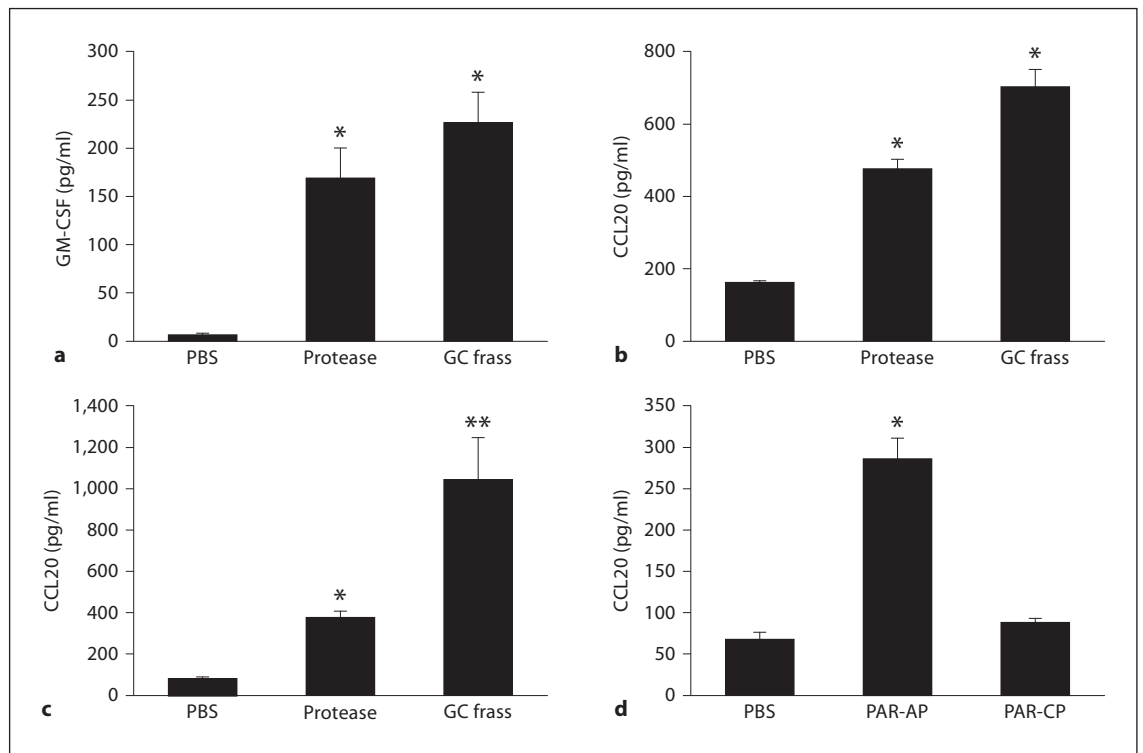 300
250
200
150
100
50
0
GM-CSF (pg/ml)
*
*
PBS Protease GC frass
a
800
600
400
200
0
CCL20 (pg/ml)
*
*
PBS Protease GC frass
b
1,400
1,200
1,000
800
600
400
200
0
CCL20 (pg/ml)
*
**
PBS Protease GC frass
c
350
300
250
200
150
100
50
0
CCL20 (pg/ml)
*
PBS PAR-AP PAR-CP
d